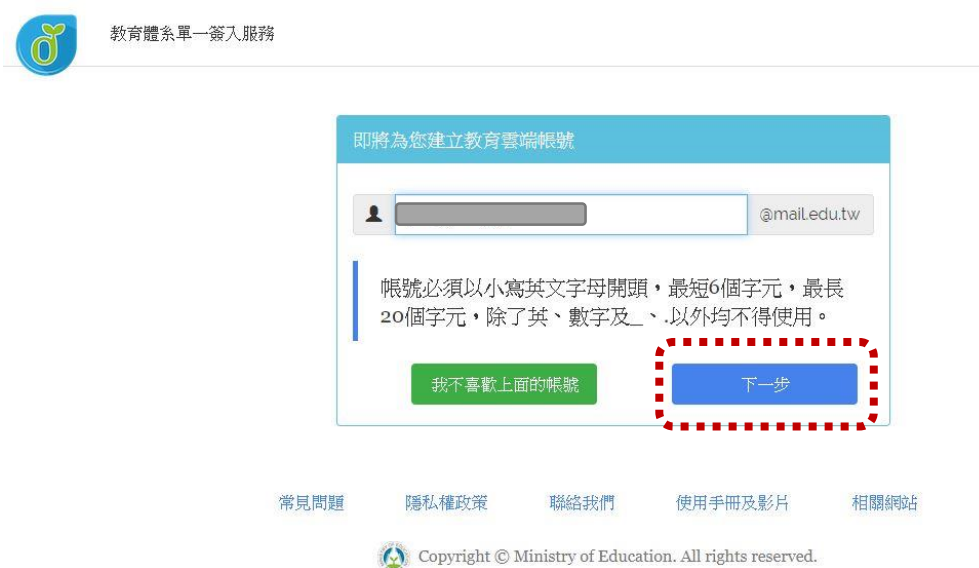 教育體系單一簽入服務
即將為您建立教育雲端帳號
@mail.edu.tw
帳號必須以小寫英文字母開頭，最短6個字元，最長
20個字元，除了英、數字及_、.以外均不得使用。
我不喜歡上面的帳號 下一步
常見問題 隱私權政策 聯絡我們 使用手冊及影片 相關網站
Copyright © Ministry of Education. All rights reserved.